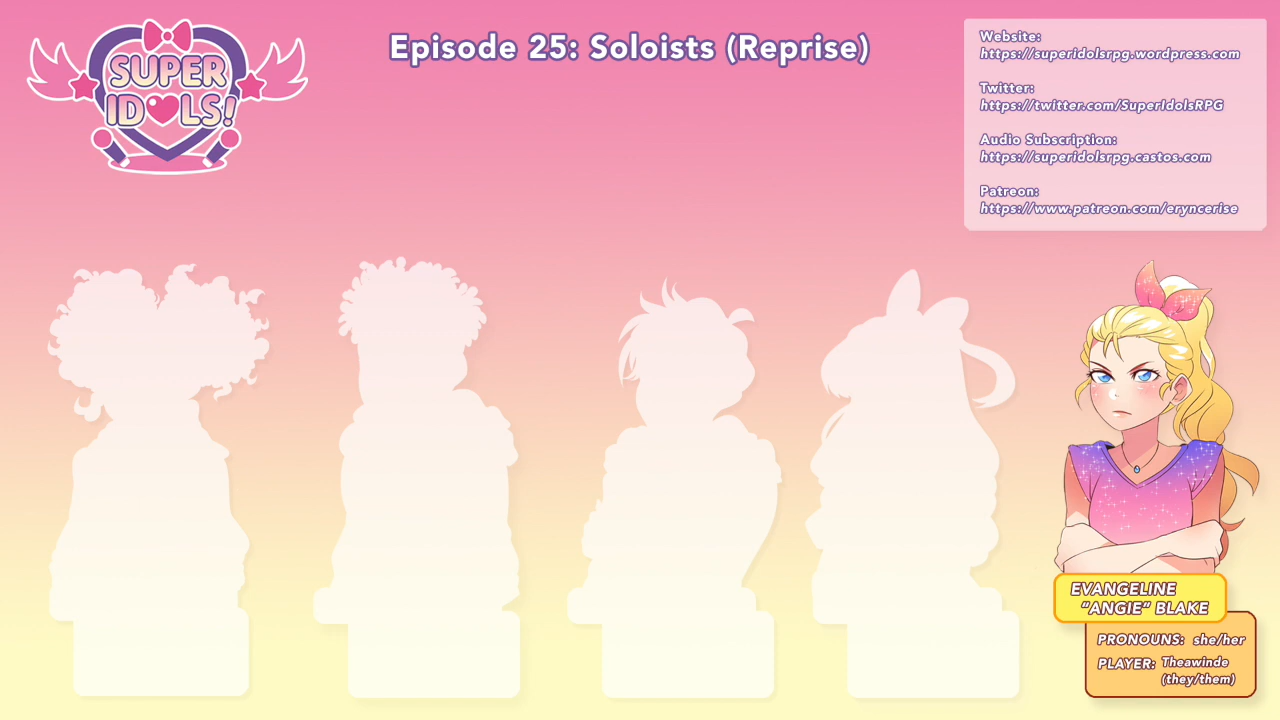 SUPER
IDOLS!
Episode 25: Soloists (Reprise)
Website:
https://superidolsrpg.wordpress.com
Twitter:
https://twitter.com/SuperIdolsRPG
Audio Subscription:
https://superidolsrpg.castos.com
Patreon:
https://www.patreon.com/eryncerise
EVANGELINE
"ANGIE" BLAKE
PRONOUNS: she/her
PLAYER: Theawinde
(they/them)